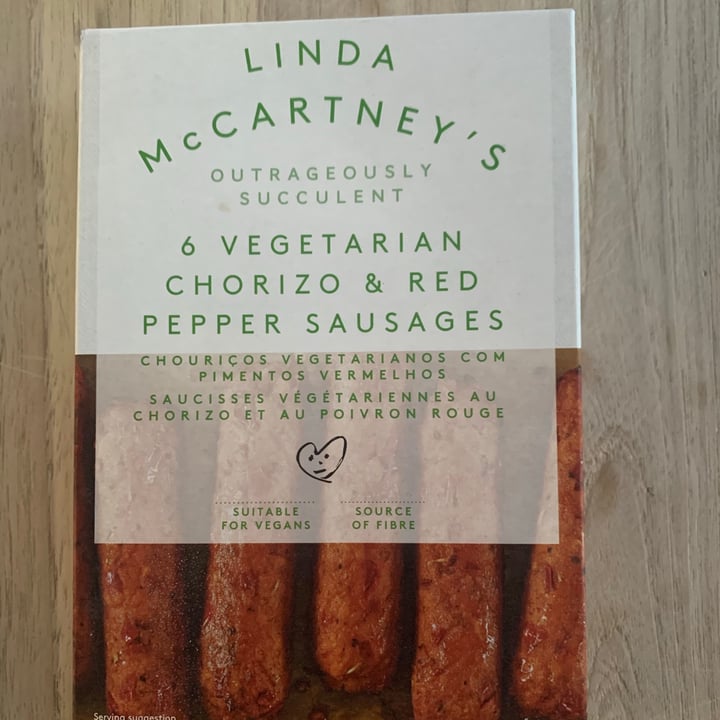 LINDA
McCARTNEY'S
OUTRAGEOUSLY
SUCCULENT
6 VEGETARIAN
CHORIZO & RED
PEPPER SAUSAGES
CHOURIÇOS VEGETARIANOS COM
PIMENTOS VERMELHOS
SAUCISSES VÉGÉTARIENNES AU
CHORIZO ET AU POIVRON ROUGE
SUITABLE
FOR VEGANS
SOURCE
OF FIBRE
Serving suggestion